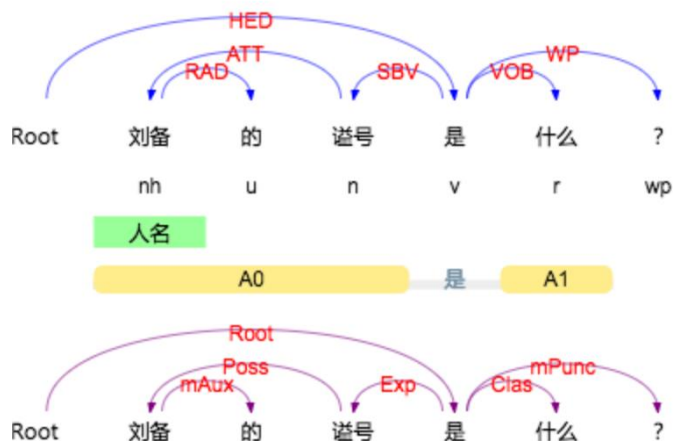 HED
ATT WP
RAD SBV VOB
Root 刘备 的 谥号 是 什么 ?
nh u n v r wp
人名
A0 是 A1
Root
Poss mPunc
mAux Exp Clas
Root 刘备 的 谥号 是 什么 ?